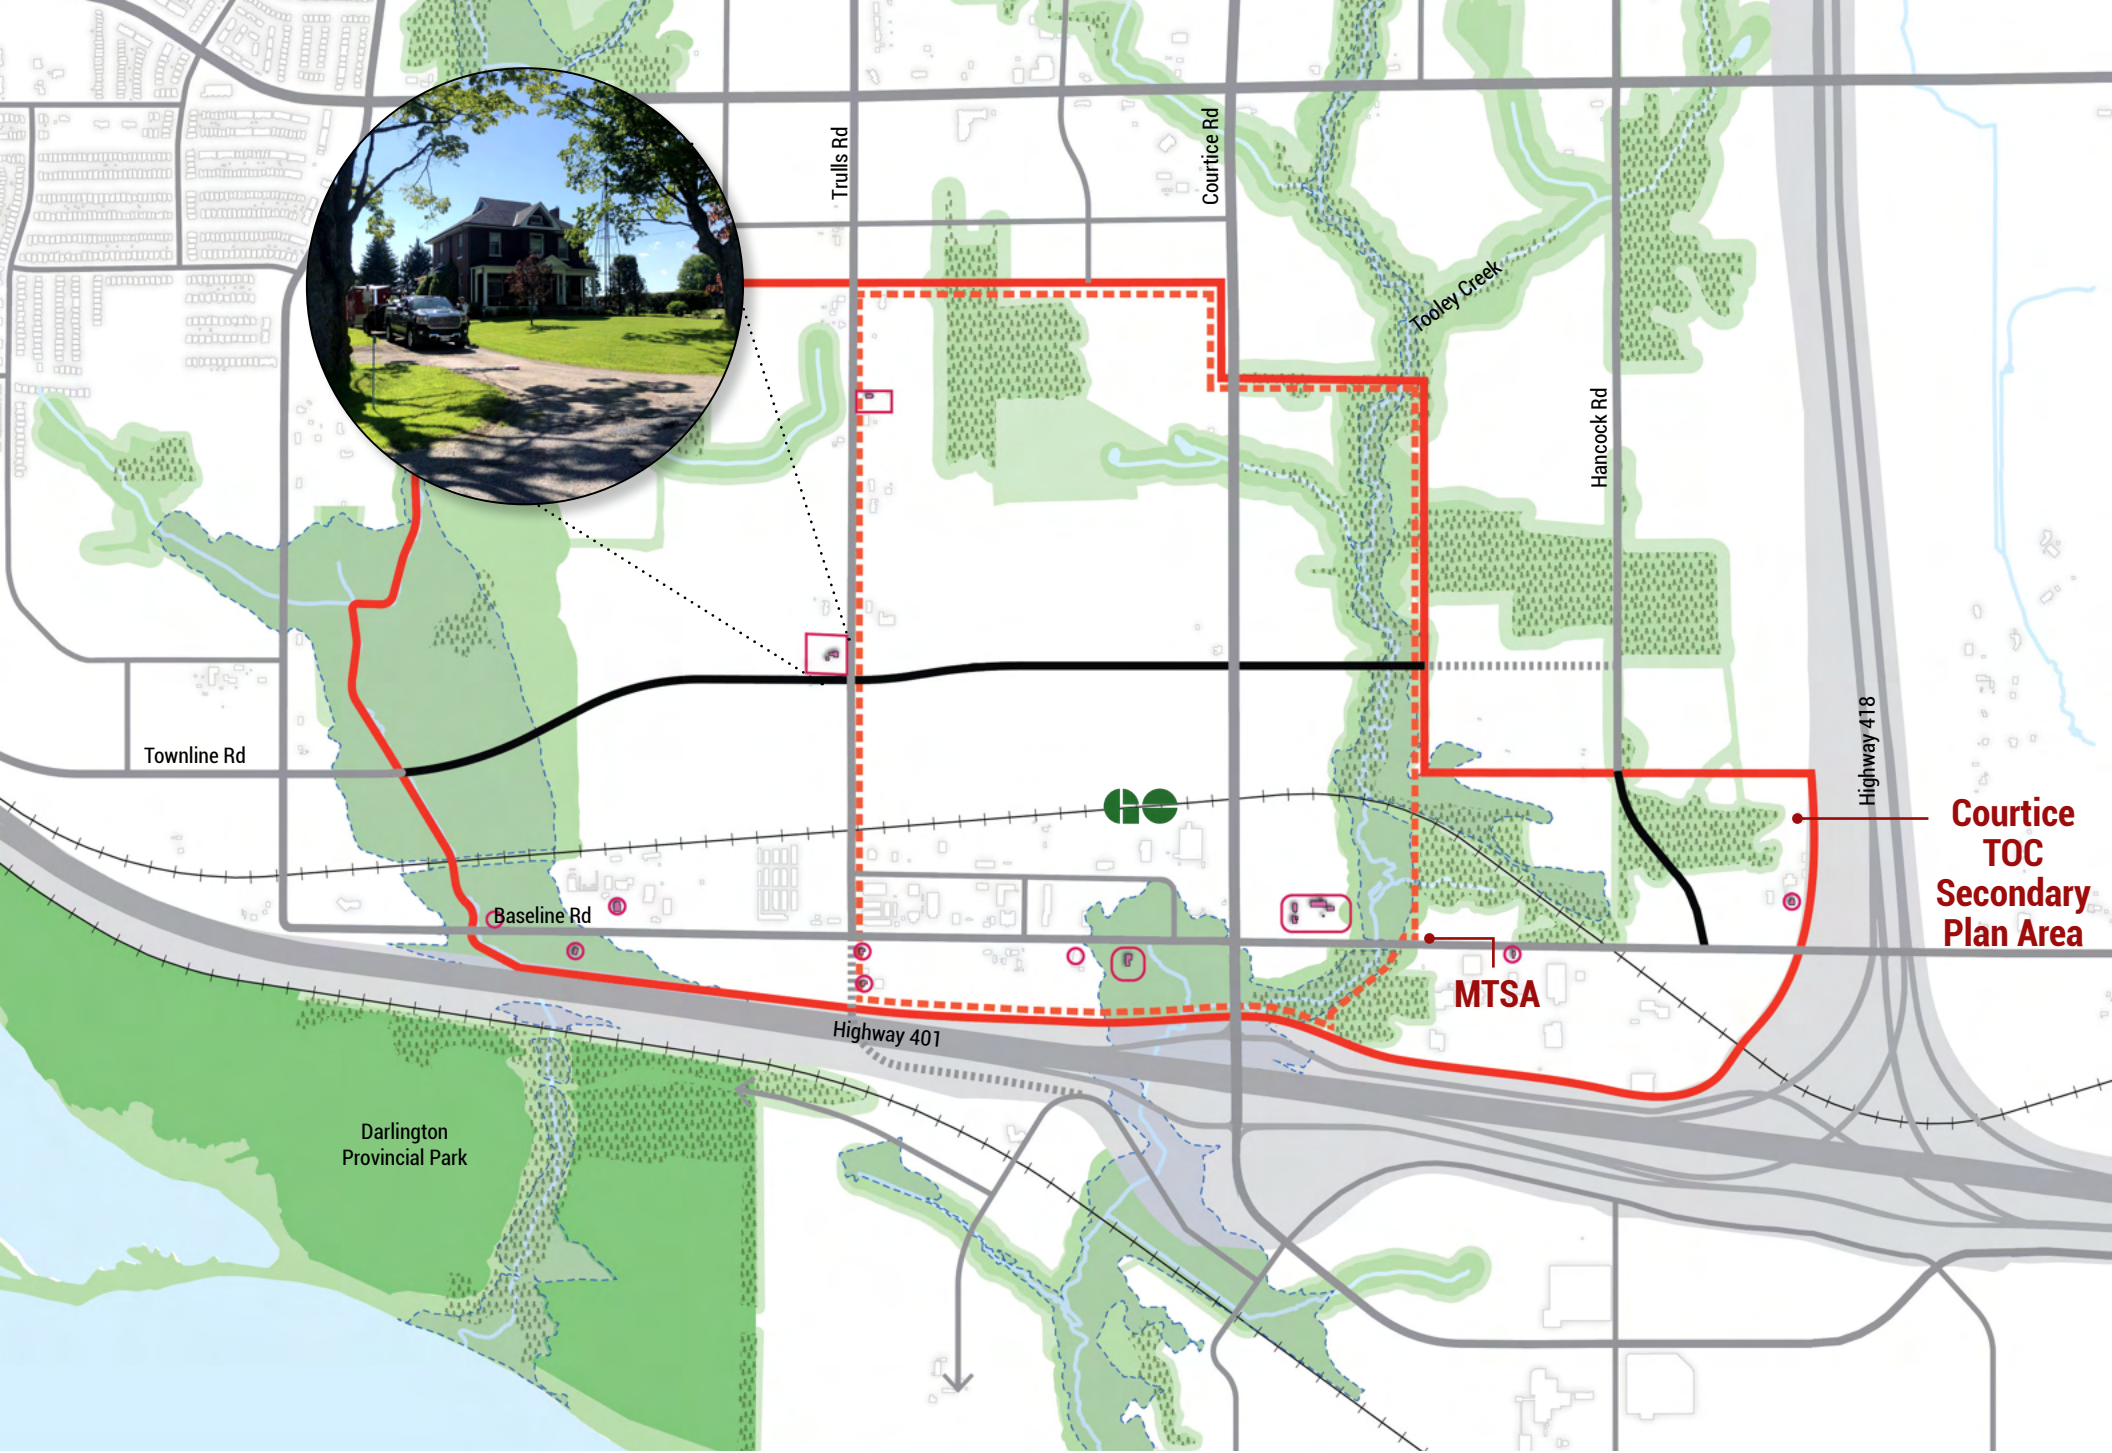 Trulls Rd
Courtice Rd
Tooley Creek
Hancock Rd
Highway 418
Townline Rd
GO
Courtice
TOC
Secondary
Plan Area
Baseline Rd
MTSA
Highway 401
Darlington
Provincial Park